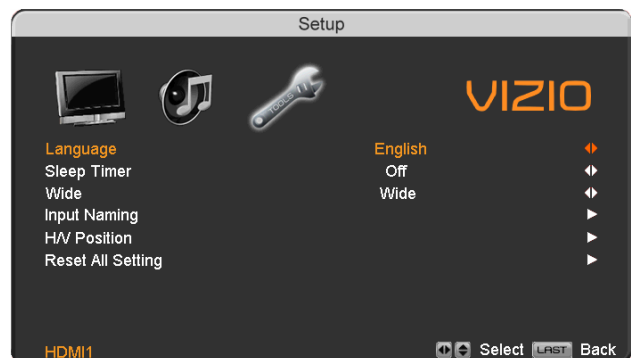 Setup
TOOLS
VIZIO
Language English
Sleep Timer Off
Wide Wide
Input Naming
H/V Position
Reset All Setting
HDMI1 Select LAST Back